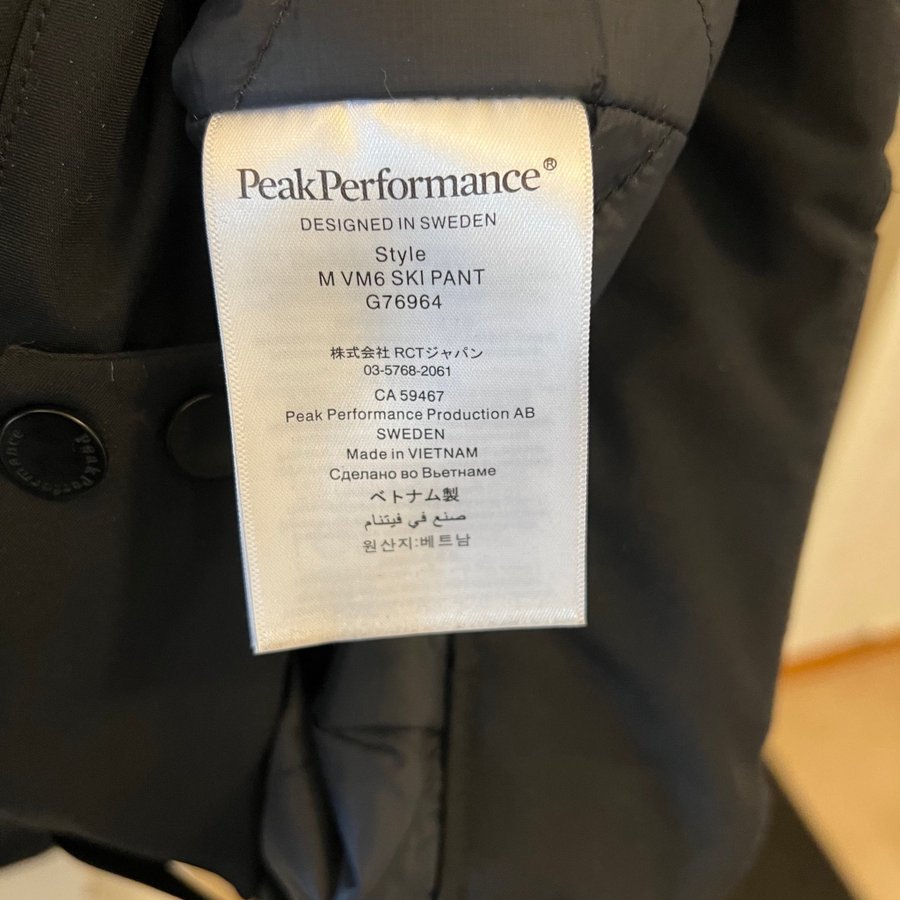 PeakPerformance®
DESIGNED IN SWEDEN
Style
M VM6 SKI PANT
G76964
株式会社 RCTジャパン
03-5768-2061
CA 59467
Peak Performance Production AB
SWEDEN
Made in VIETNAM
Сделано во Вьетнаме
ベトナム製
صنع في فيتنام
원산지:베트남
Peak Performance